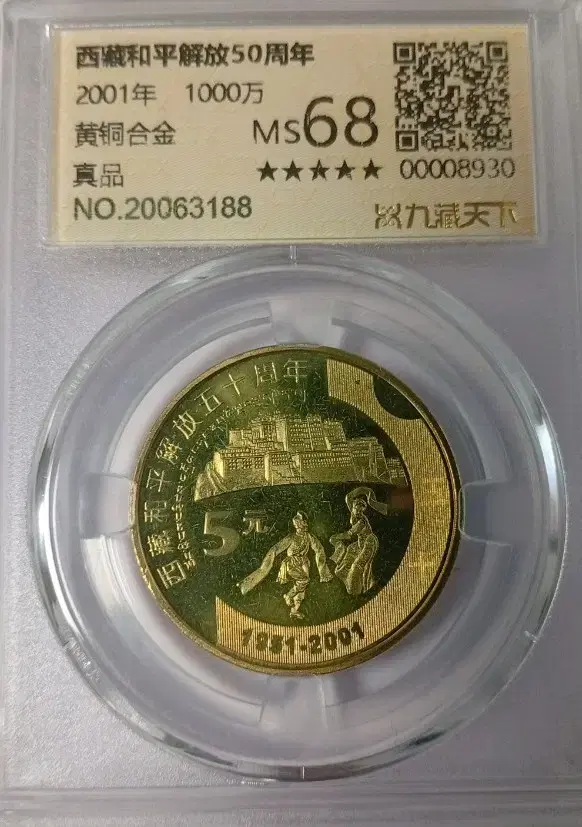 西藏和平解放50周年
2001年 1000万
黄铜合金
MS68
真品
★★★★★ 00008930
NO.20063188
九藏天下
西藏和平解放五十周年
5元
1951-2001